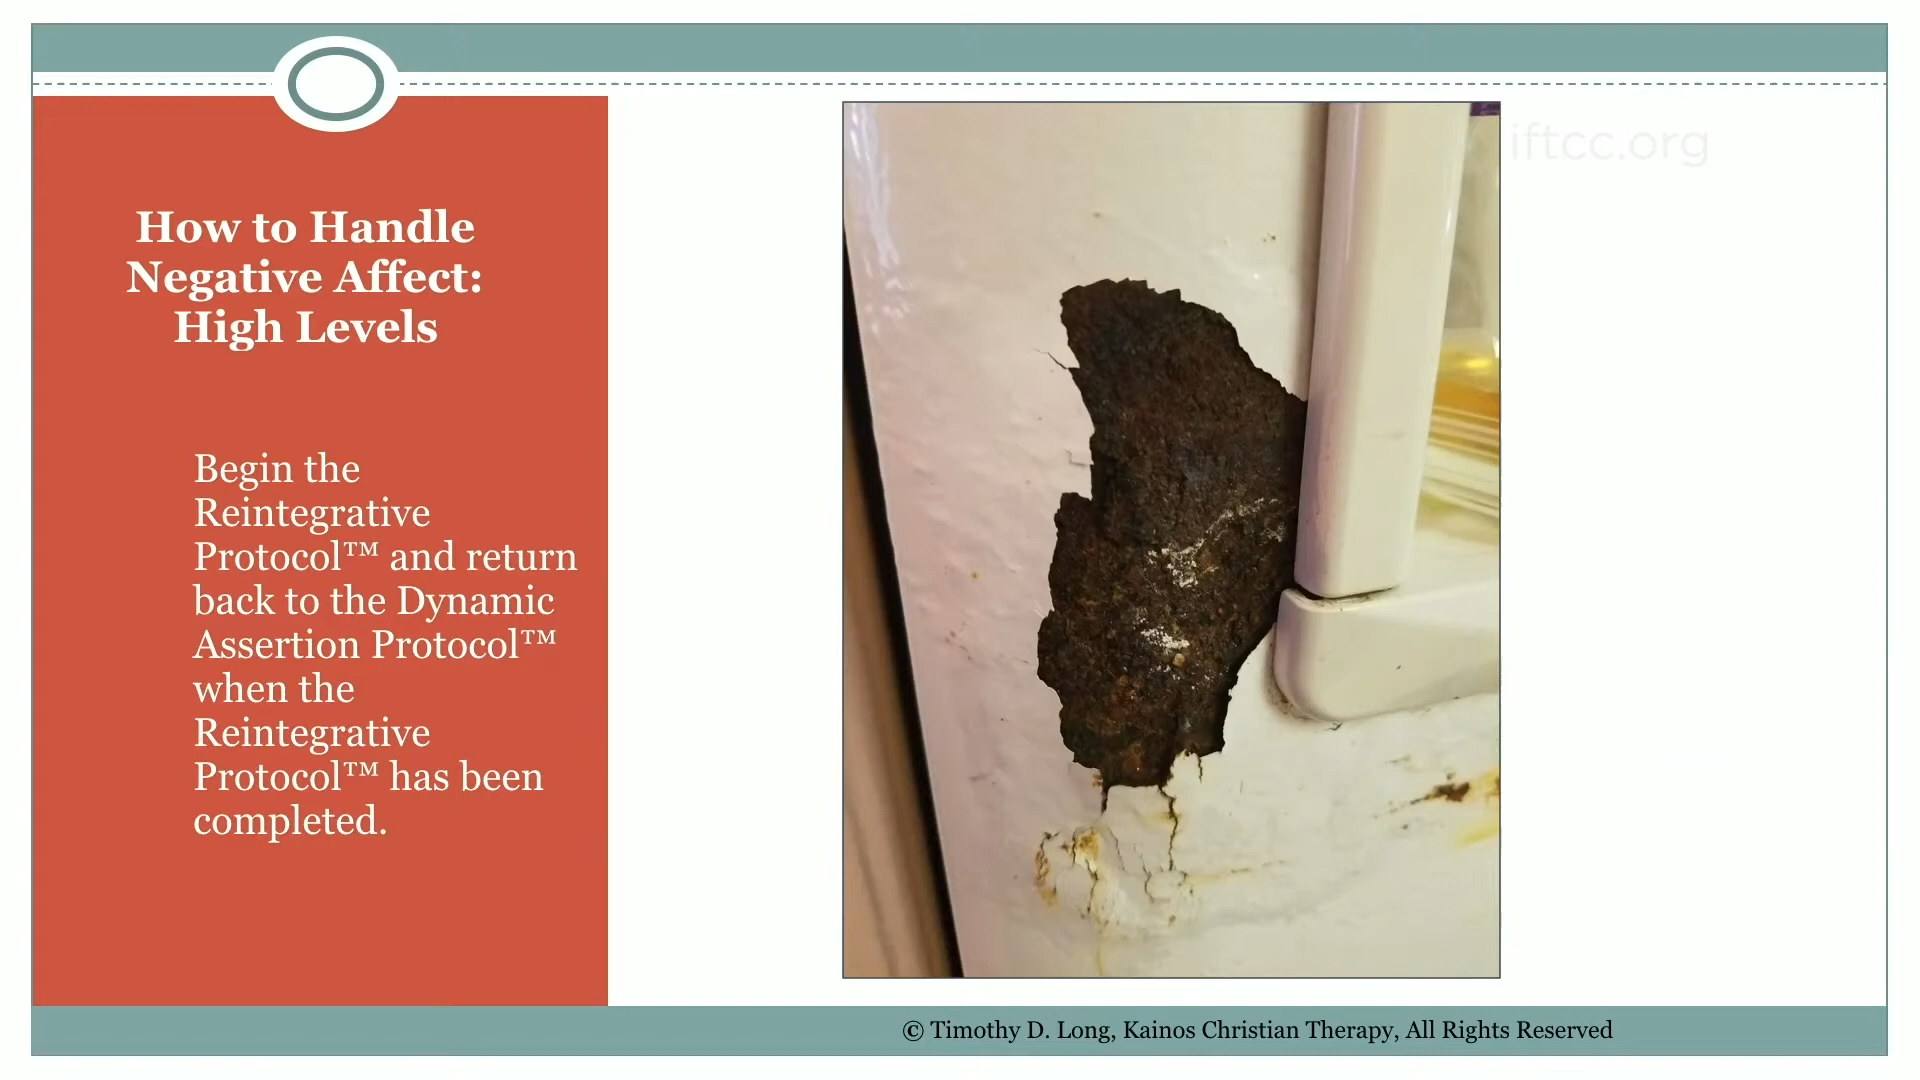 iftcc.org
How to Handle
Negative Affect:
High Levels
Begin the
Reintegrative
Protocol™ and return
back to the Dynamic
Assertion Protocol™
when the
Reintegrative
Protocol™ has been
completed.
© Timothy D. Long, Kainos Christian Therapy, All Rights Reserved